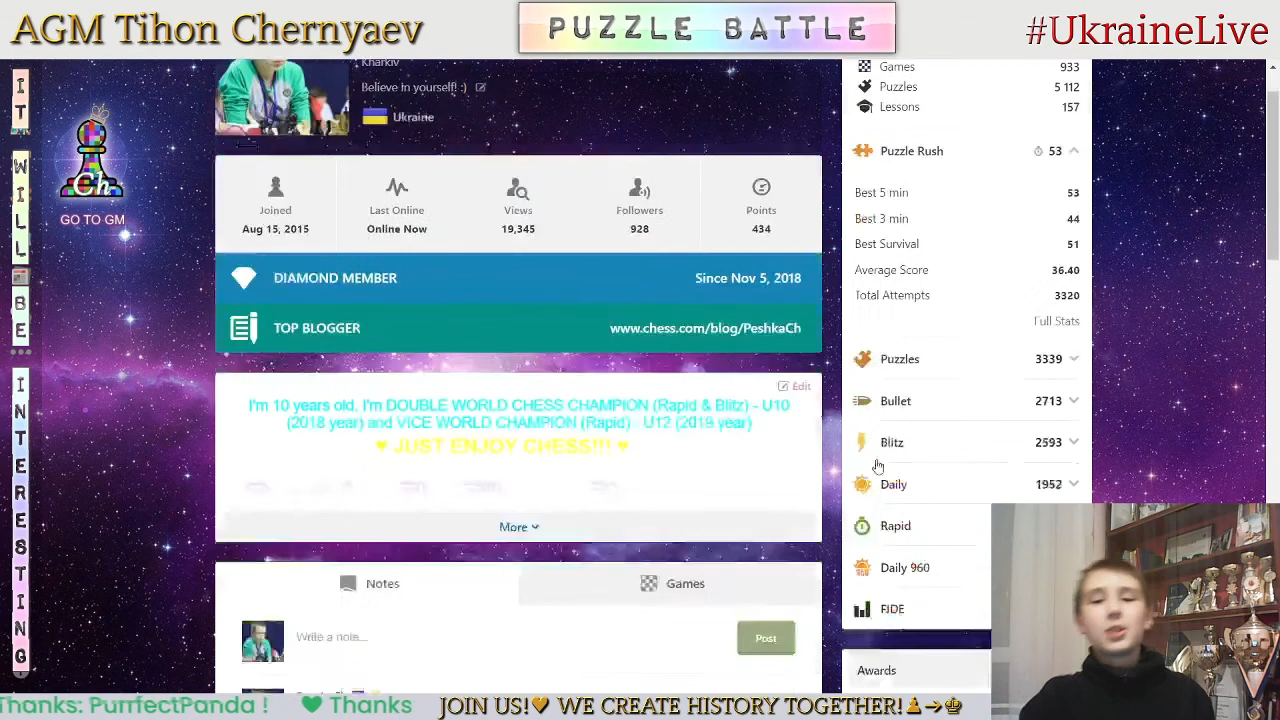 AGM Tihon Chernyaev
PUZZLE BATTLE
#UkraineLive
IT WILL BE INTERESTING
Ch
GO TO GM
Kharkiv
Believe in yourself! :)
Ukraine
Joined
Aug 15, 2015
Last Online
Online Now
Views
19,345
Followers
928
Points
434
DIAMOND MEMBER
Since Nov 5, 2018
TOP BLOGGER
www.chess.com/blog/PeshkaCh
Edit
I'm 10 years old. I'm DOUBLE WORLD CHESS CHAMPION (Rapid & Blitz) - U10
(2018 year) and VICE WORLD CHAMPION (Rapid) - U12 (2019 year)
♥ JUST ENJOY CHESS!!! ♥
More
Notes
Games
Write a note...
Post
Games 933
Puzzles 5 112
Lessons 157
Puzzle Rush 53
Best 5 min 53
Best 3 min 44
Best Survival 51
Average Score 36.40
Total Attempts 3320
Full Stats
Puzzles 3339
Bullet 2713
Blitz 2593
Daily 1952
Rapid
Daily 960
FIDE
Awards
Thanks: PurrfectPanda ! ♥ Thanks
JOIN US!♥ WE CREATE HISTORY TOGETHER!♟→♚